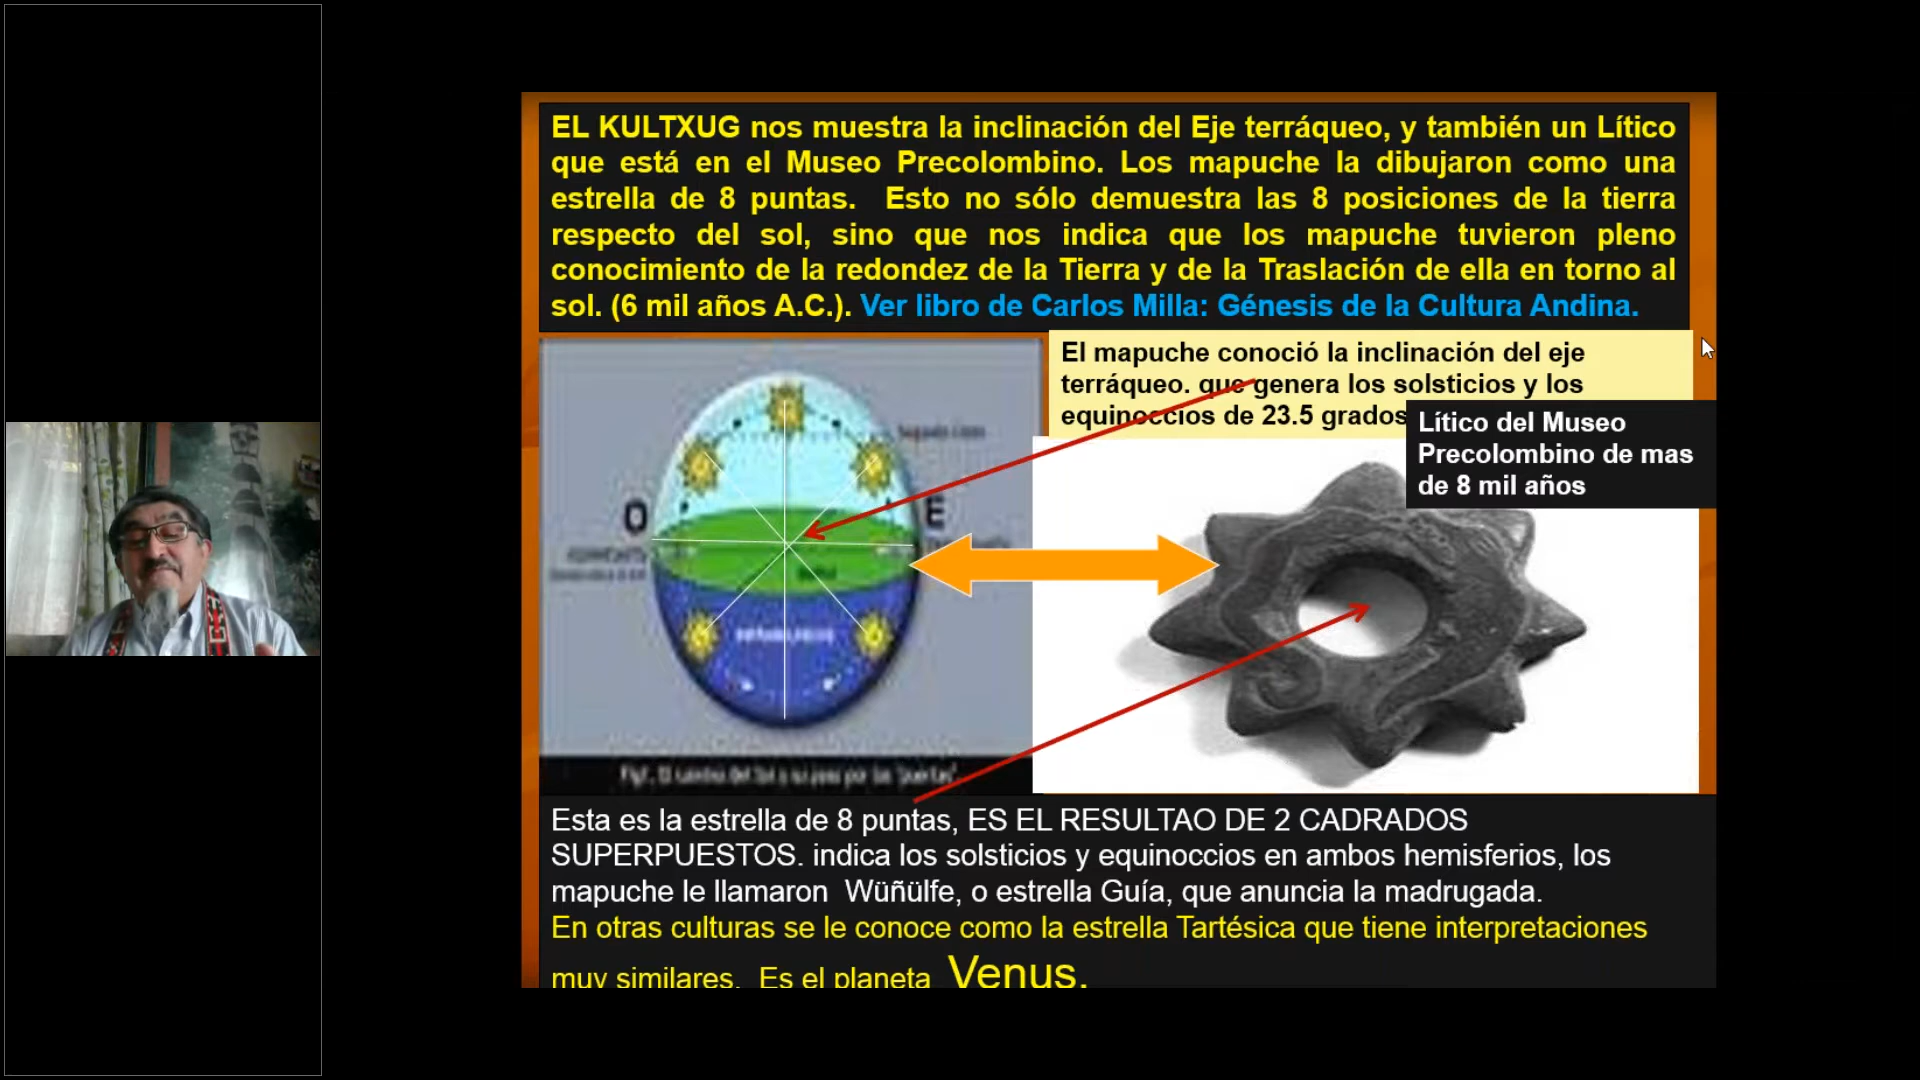 EL KULTXUG nos muestra la inclinación del Eje terráqueo, y también un Lítico
que está en el Museo Precolombino. Los mapuche la dibujaron como una
estrella de 8 puntas. Esto no sólo demuestra las 8 posiciones de la tierra
respecto del sol, sino que nos indica que los mapuche tuvieron pleno
conocimiento de la redondez de la Tierra y de la Traslación de ella en torno al
sol. (6 mil años A.C.). Ver libro de Carlos Milla: Génesis de la Cultura Andina.
El mapuche conoció la inclinación del eje
terráqueo. que genera los solsticios y los
equinoccios de 23.5 grados
Lítico del Museo
Precolombino de mas
de 8 mil años
O
E
Esta es la estrella de 8 puntas, ES EL RESULTAO DE 2 CADRADOS
SUPERPUESTOS. indica los solsticios y equinoccios en ambos hemisferios, los
mapuche le llamaron Wüñülfe, o estrella Guía, que anuncia la madrugada.
En otras culturas se le conoce como la estrella Tartésica que tiene interpretaciones
muy similares. Es el planeta Venus.